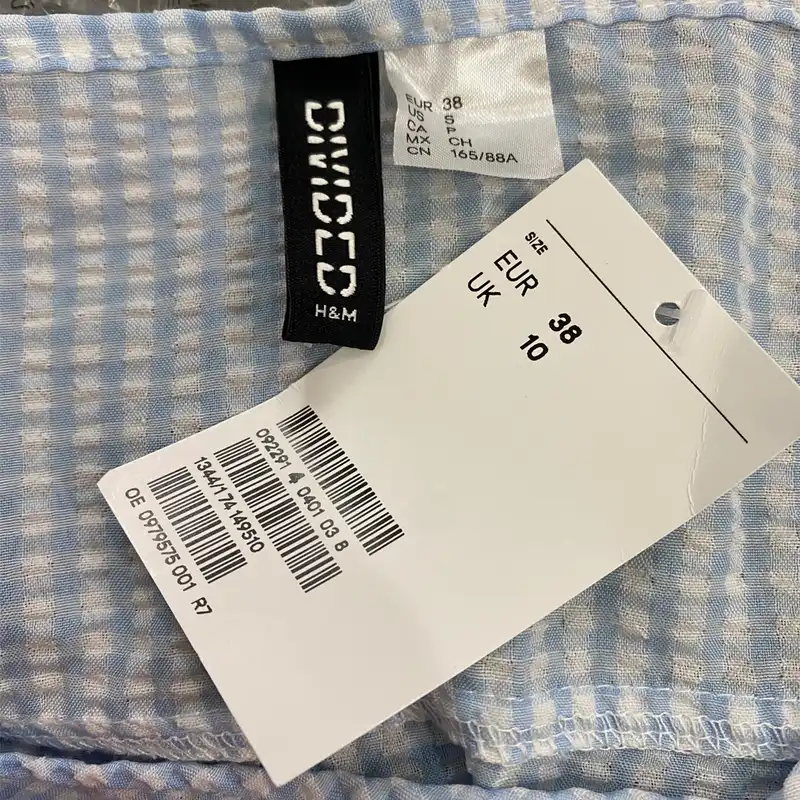 DIVIDED
H&M
EUR 38
US S
CA P
MX CH
CN 165/88A
SIZE
EUR 38
UK 10
092291 4 0401 03 8
1344/174 149510
OE 0979575 001 R7